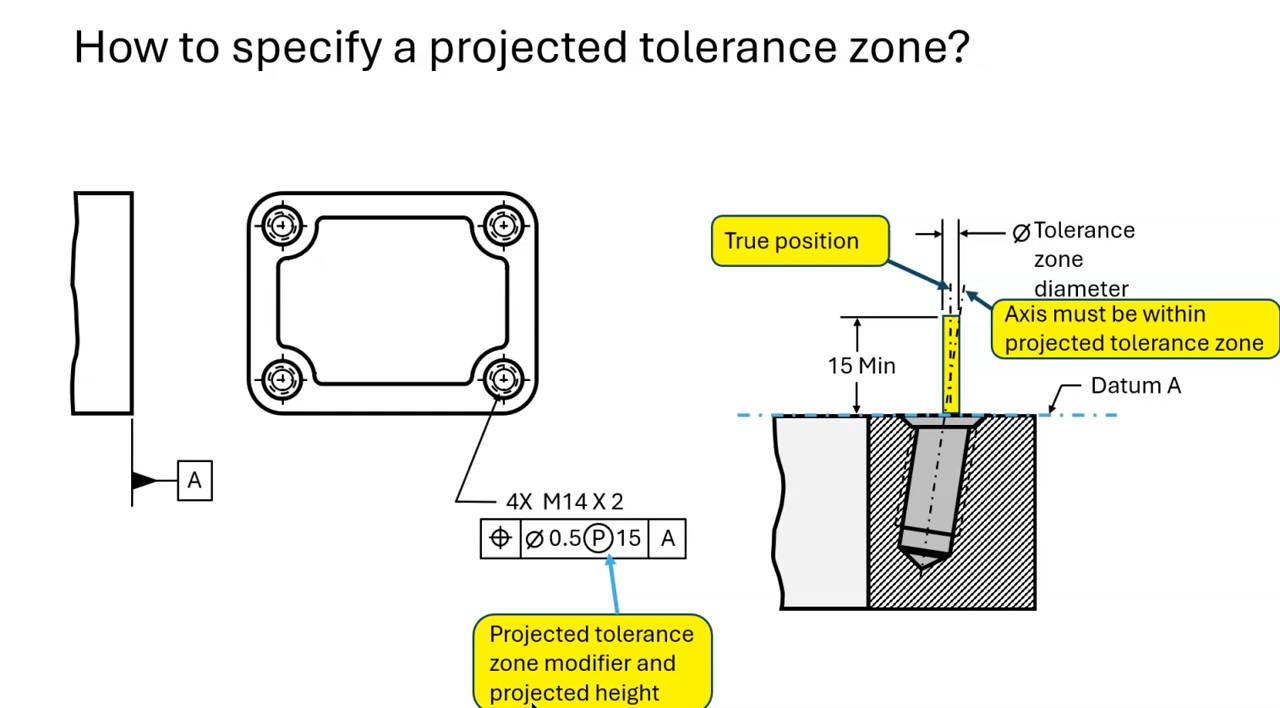 How to specify a projected tolerance zone?
True position
Ø Tolerance
zone
diameter
Axis must be within
projected tolerance zone
15 Min
Datum A
A
4X M14 X 2
⌖ Ø 0.5 Ⓟ 15 A
Projected tolerance
zone modifier and
projected height